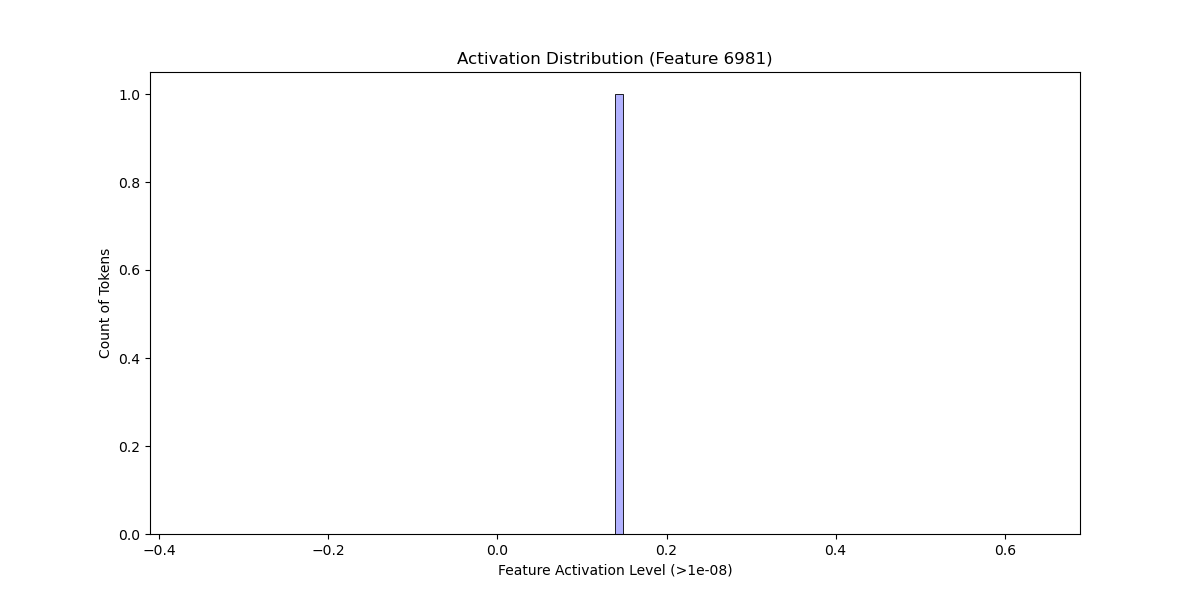 Activation Distribution (Feature 6981)
Count of Tokens
1.0
0.8
0.6
0.4
0.2
0.0
−0.4 −0.2 0.0 0.2 0.4 0.6
Feature Activation Level (>1e-08)